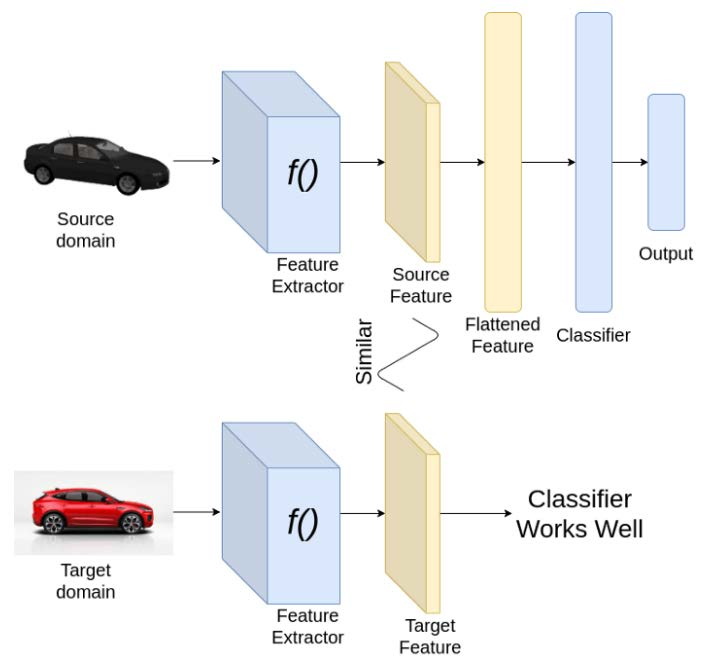 f()
Source
domain
Feature
Extractor
Source
Feature
Flattened
Feature
Classifier
Output
Similar
f()
Classifier
Works Well
Target
domain
Feature
Extractor
Target
Feature